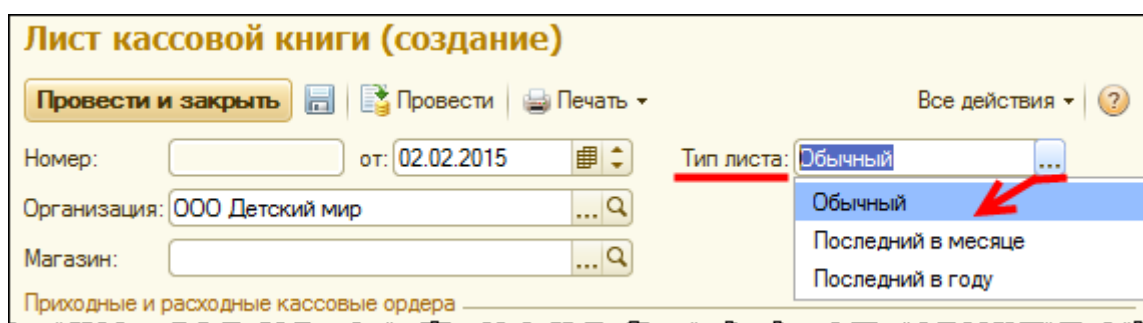 Лист кассовой книги (создание)
Провести и закрыть Провести Печать Все действия ?
Номер: от: 02.02.2015 Тип листа: Обычный ...
Организация: ООО Детский мир ... Обычный
Последний в месяце
Магазин: ... Последний в году
Приходные и расходные кассовые ордера